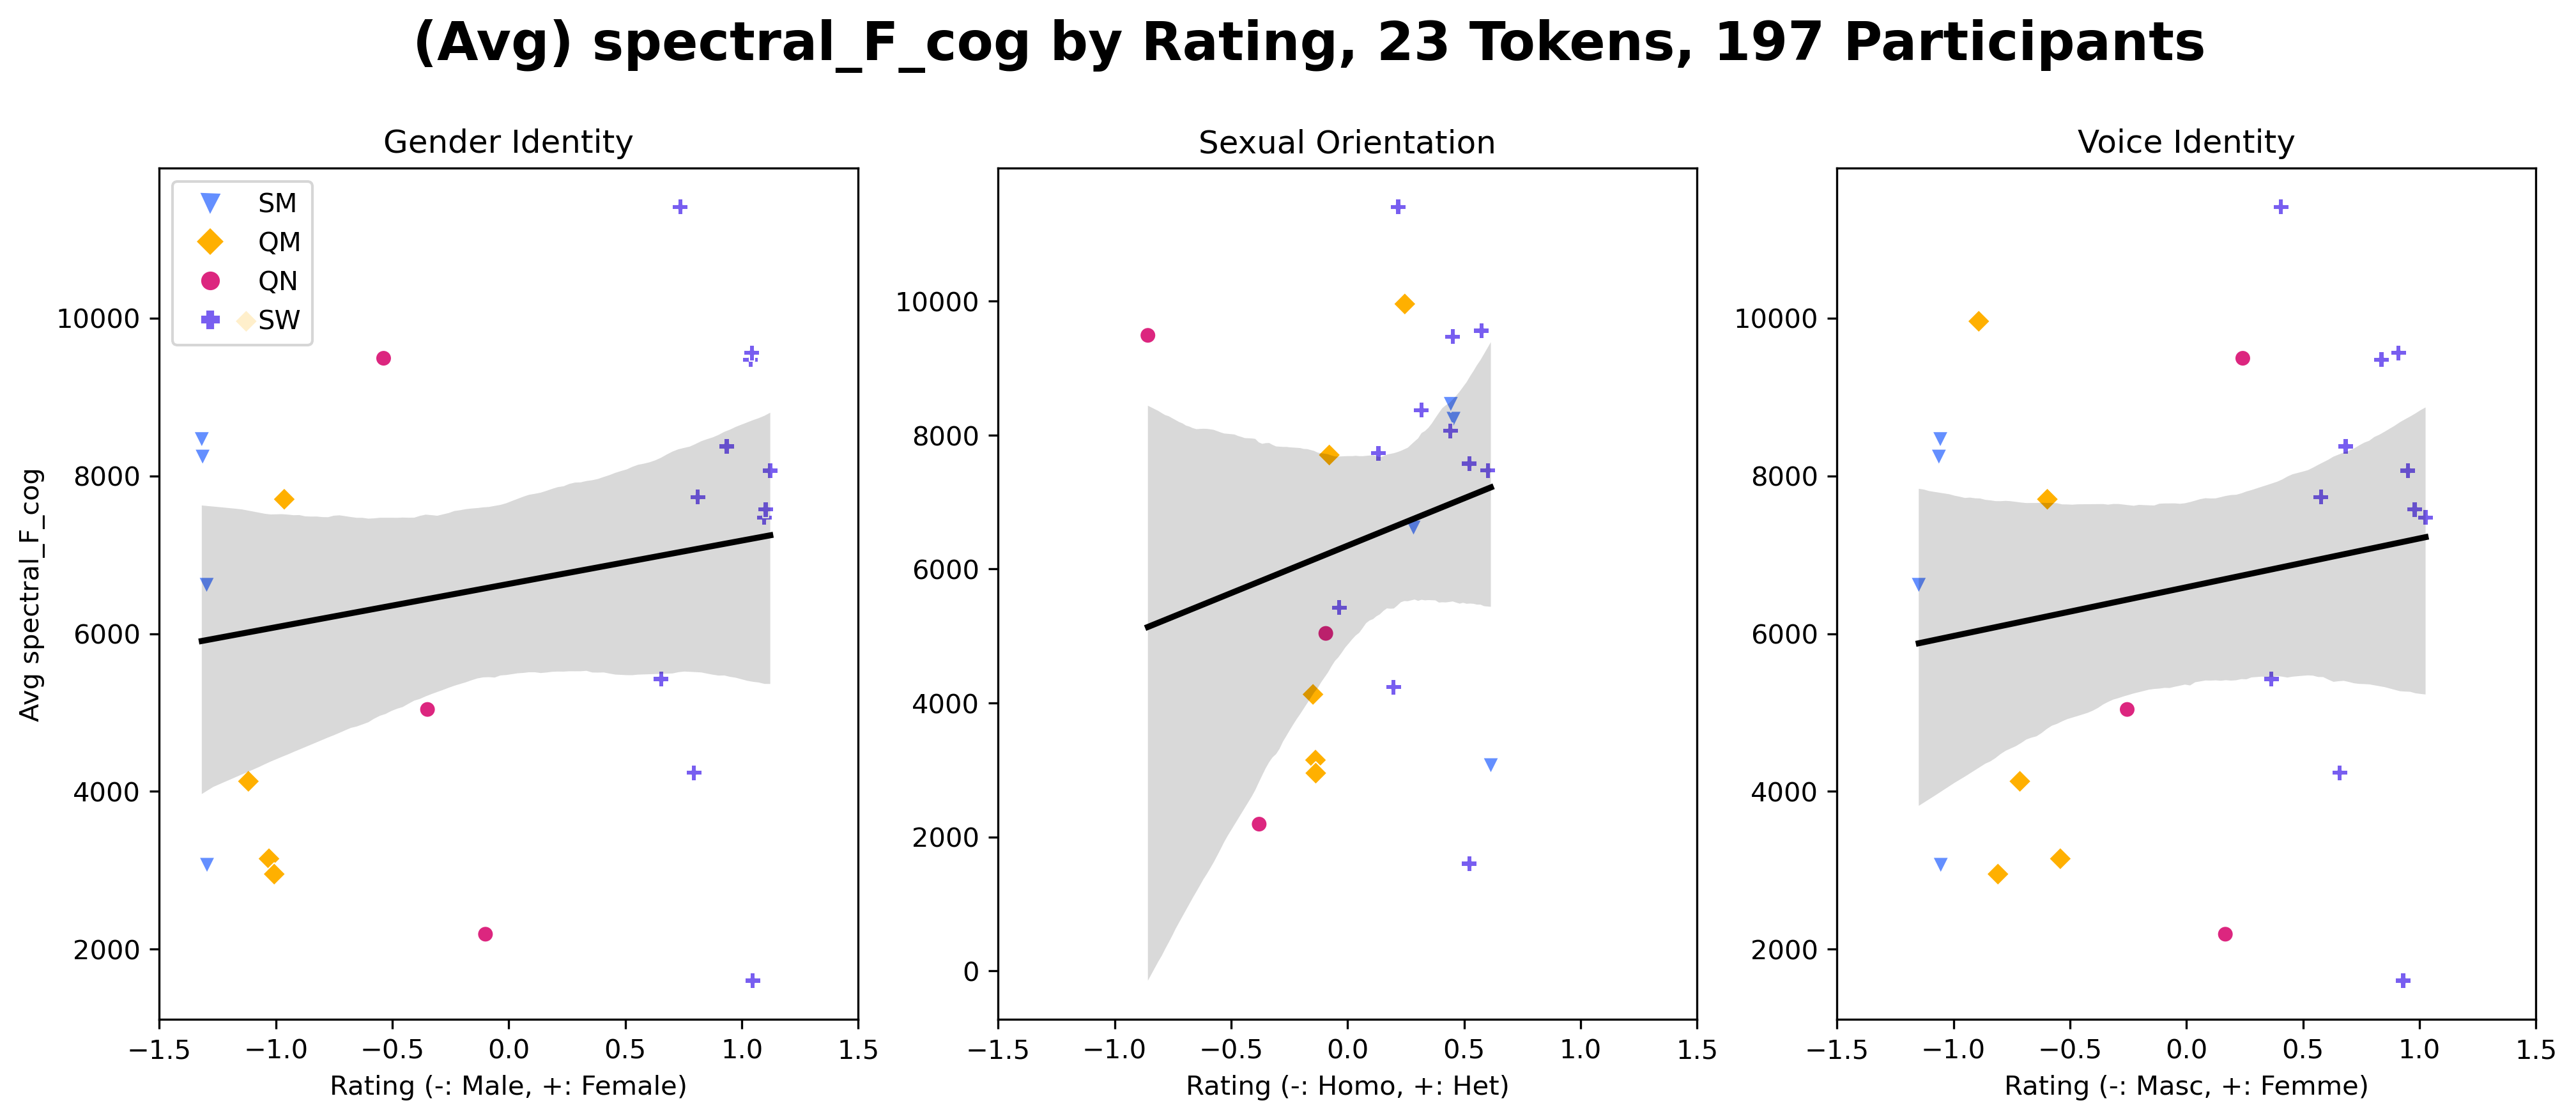 (Avg) spectral_F_cog by Rating, 23 Tokens, 197 Participants
Gender Identity
SM
QM
QN
SW
10000
8000
6000
4000
2000
Avg spectral_F_cog
−1.5 −1.0 −0.5 0.0 0.5 1.0 1.5
Rating (-: Male, +: Female)
Sexual Orientation
10000
8000
6000
4000
2000
0
−1.5 −1.0 −0.5 0.0 0.5 1.0 1.5
Rating (-: Homo, +: Het)
Voice Identity
10000
8000
6000
4000
2000
−1.5 −1.0 −0.5 0.0 0.5 1.0 1.5
Rating (-: Masc, +: Femme)